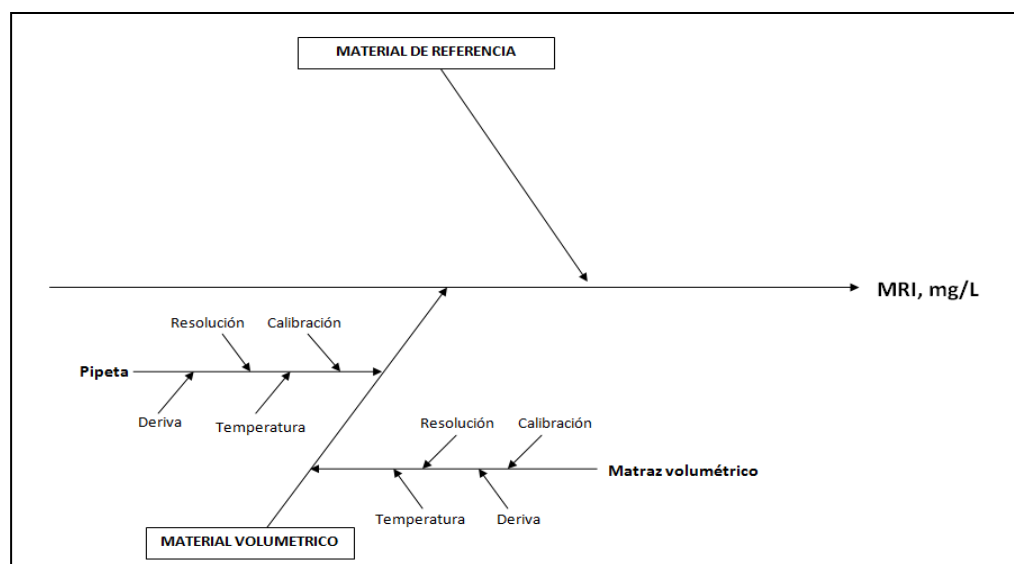 MATERIAL DE REFERENCIA
MRI, mg/L
Resolución
Calibración
Pipeta
Deriva
Temperatura
Resolución
Calibración
Matraz volumétrico
Temperatura
Deriva
MATERIAL VOLUMETRICO